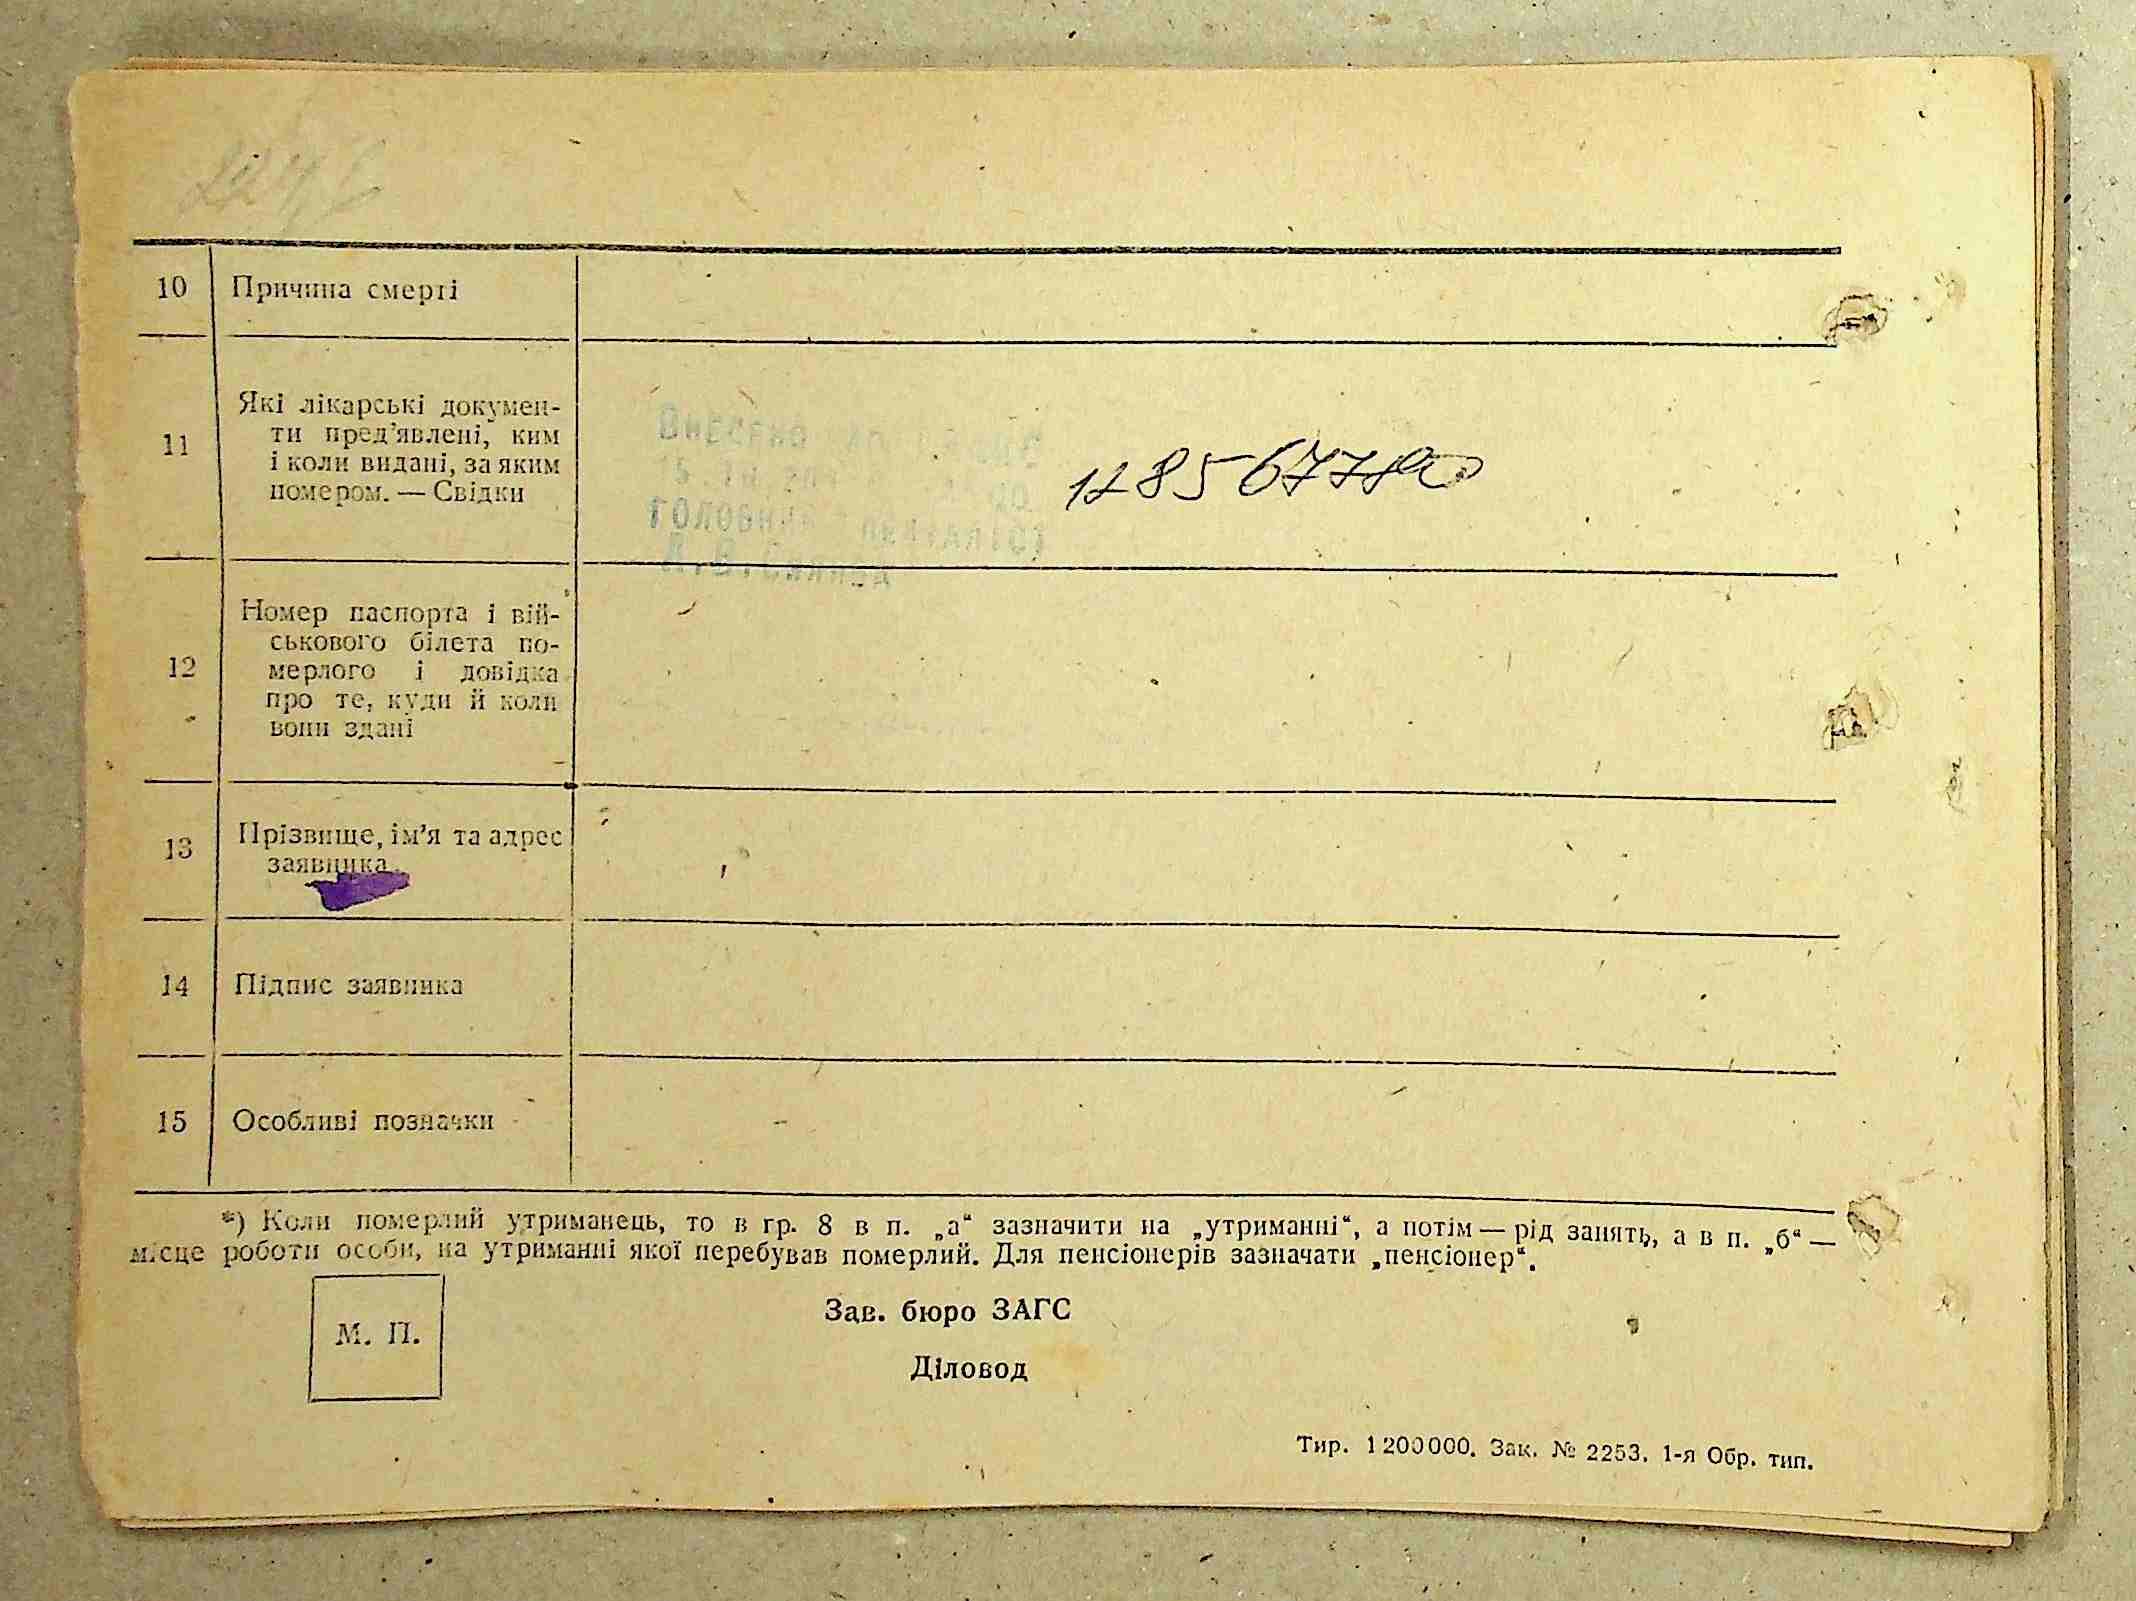 10 Причина смерті
11 Які лікарські докумен-
ти пред’явлені, ким
і коли видані, за яким
номером. — Свідки
Внесено до
Головний
12 Номер паспорта і вій-
ськового білета по-
мерлого і довідка
про те, куди й коли
вони здані
13 Прізвище, ім’я та адрес
заявника
14 Підпис заявника
15 Особливі позначки
*) Коли померлий утриманець, то в гр. 8 в п. „а“ зазначити на „утриманні“, а потім — рід занять, а в п. „б“ —
місце роботи особи, на утриманні якої перебував померлий. Для пенсіонерів зазначати „пенсіонер“.
М. П.
Зав. бюро ЗАГС
Діловод
Тир. 1200000. Зак. № 2253. 1-я Обр. тип.